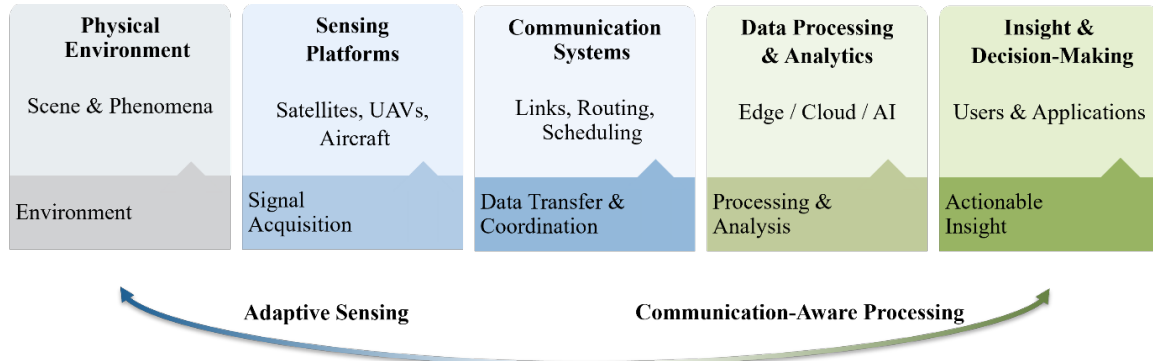 Physical
Environment
Scene & Phenomena
Environment
Sensing
Platforms
Satellites, UAVs,
Aircraft
Signal
Acquisition
Communication
Systems
Links, Routing,
Scheduling
Data Transfer &
Coordination
Data Processing
& Analytics
Edge / Cloud / AI
Processing &
Analysis
Insight &
Decision-Making
Users & Applications
Actionable
Insight
Adaptive Sensing
Communication-Aware Processing